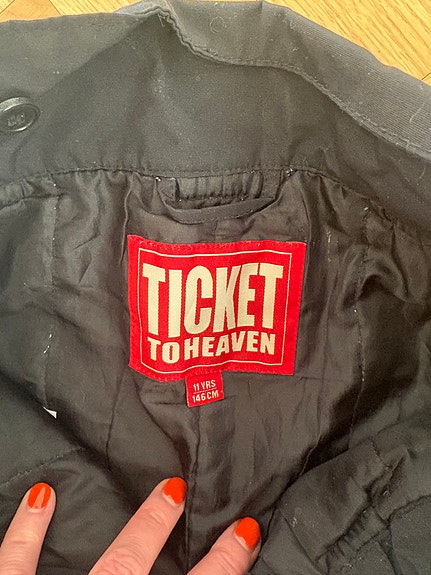 TICKET
TO HEAVEN
11 YRS
146 CM